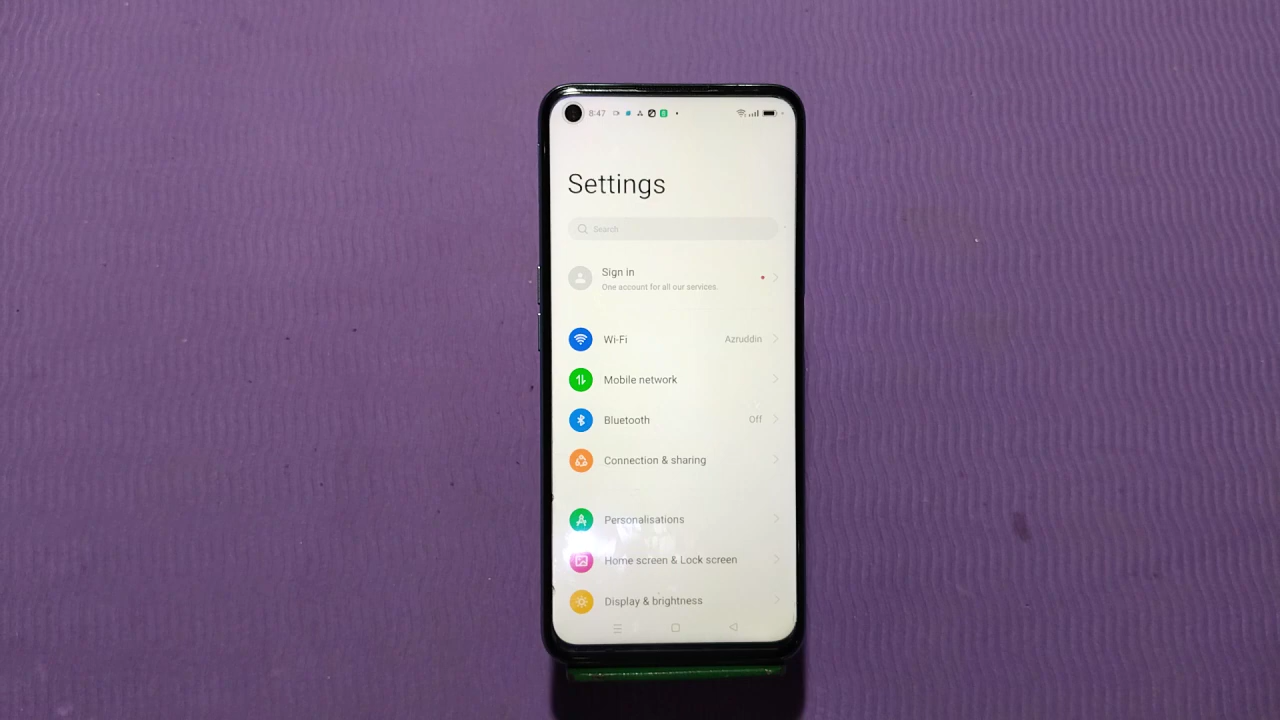 8:47
Settings
Search
Sign in
One account for all our services.
Wi-Fi Azruddin
Mobile network
Bluetooth Off
Connection & sharing
Personalisations
Home screen & Lock screen
Display & brightness